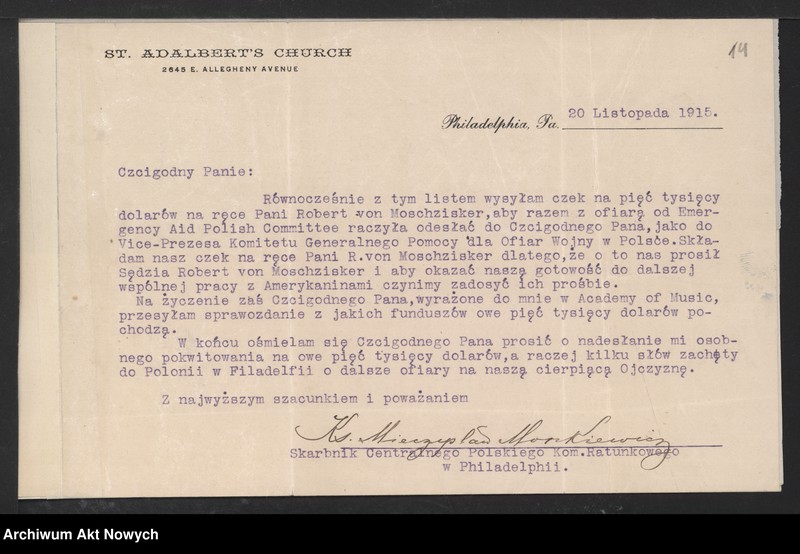 ST. ADALBERT'S CHURCH
2645 E. ALLEGHENY AVENUE
14
Philadelphia, Pa. 20 Listopada 1915.
Czcigodny Panie:
Równocześnie z tym listem wysyłam czek na pięć tysięcy
dolarów na ręce Pani Robert von Moschzisker,aby razem z ofiarą od Emer-
gency Aid Polish Committee raczyła odesłać do Czcigodnego Pana,jako do
Vice-Prezesa Komitetu Generalnego Pomocy dla Ofiar Wojny w Polsce.Skła-
dam nasz czek na ręce Pani R.von Moschzisker dlatego,że o to nas prosił
Sędzia Robert von Moschzisker i aby okazać naszą gotowość do dalszej
wspólnej pracy z Amerykaninami czynimy zadosyć ich prośbie.
Na życzenie zaś Czcigodnego Pana,wyrażone do mnie w Academy of Music,
przesyłam sprawozdanie z jakich funduszów owe pięć tysięcy dolarów po-
chodzą.
W końcu ośmielam się Czcigodnego Pana prosić o nadesłanie mi osob-
nego pokwitowania na owe pięć tysięcy dolarów,a raczej kilku słów zachęty
do Polonii w Filadelfii o dalsze ofiary na naszą cierpiącą Ojczyznę.
Z najwyższym szacunkiem i poważaniem
Ks. Mieczysław Monkiewicz
Skarbnik Centralnego Polskiego Kom.Ratunkowego
w Philadelphii.
Archiwum Akt Nowych